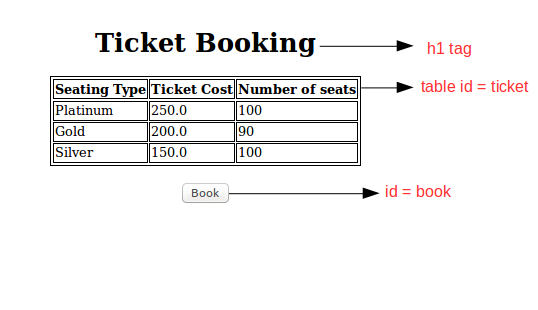 Ticket Booking
h1 tag
Seating Type Ticket Cost Number of seats
table id = ticket
Platinum 250.0 100
Gold 200.0 90
Silver 150.0 100
Book
id = book